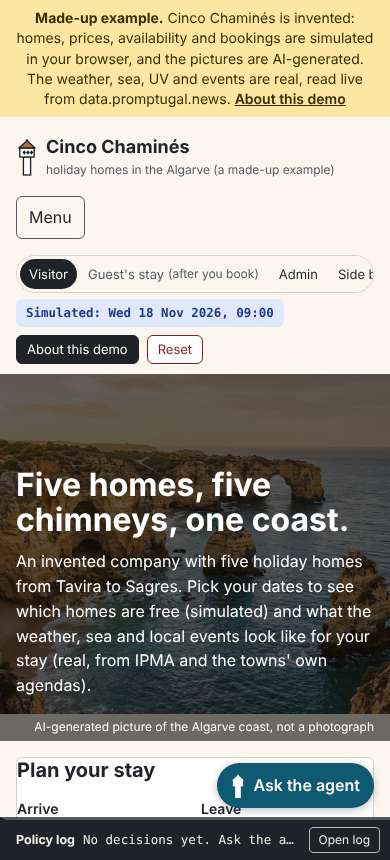 Made-up example. Cinco Chaminés is invented:
homes, prices, availability and bookings are simulated
in your browser, and the pictures are AI-generated.
The weather, sea, UV and events are real, read live
from data.promptugal.news. About this demo
Cinco Chaminés
holiday homes in the Algarve (a made-up example)
Menu
Visitor Guest's stay (after you book) Admin Side b
Simulated: Wed 18 Nov 2026, 09:00
About this demo Reset
Five homes, five
chimneys, one coast.
An invented company with five holiday homes
from Tavira to Sagres. Pick your dates to see
which homes are free (simulated) and what the
weather, sea and local events look like for your
stay (real, from IPMA and the towns' own
agendas).
AI-generated picture of the Algarve coast, not a photograph
Plan your stay
Ask the agent
Arrive Leave
Policy log No decisions yet. Ask the a… Open log